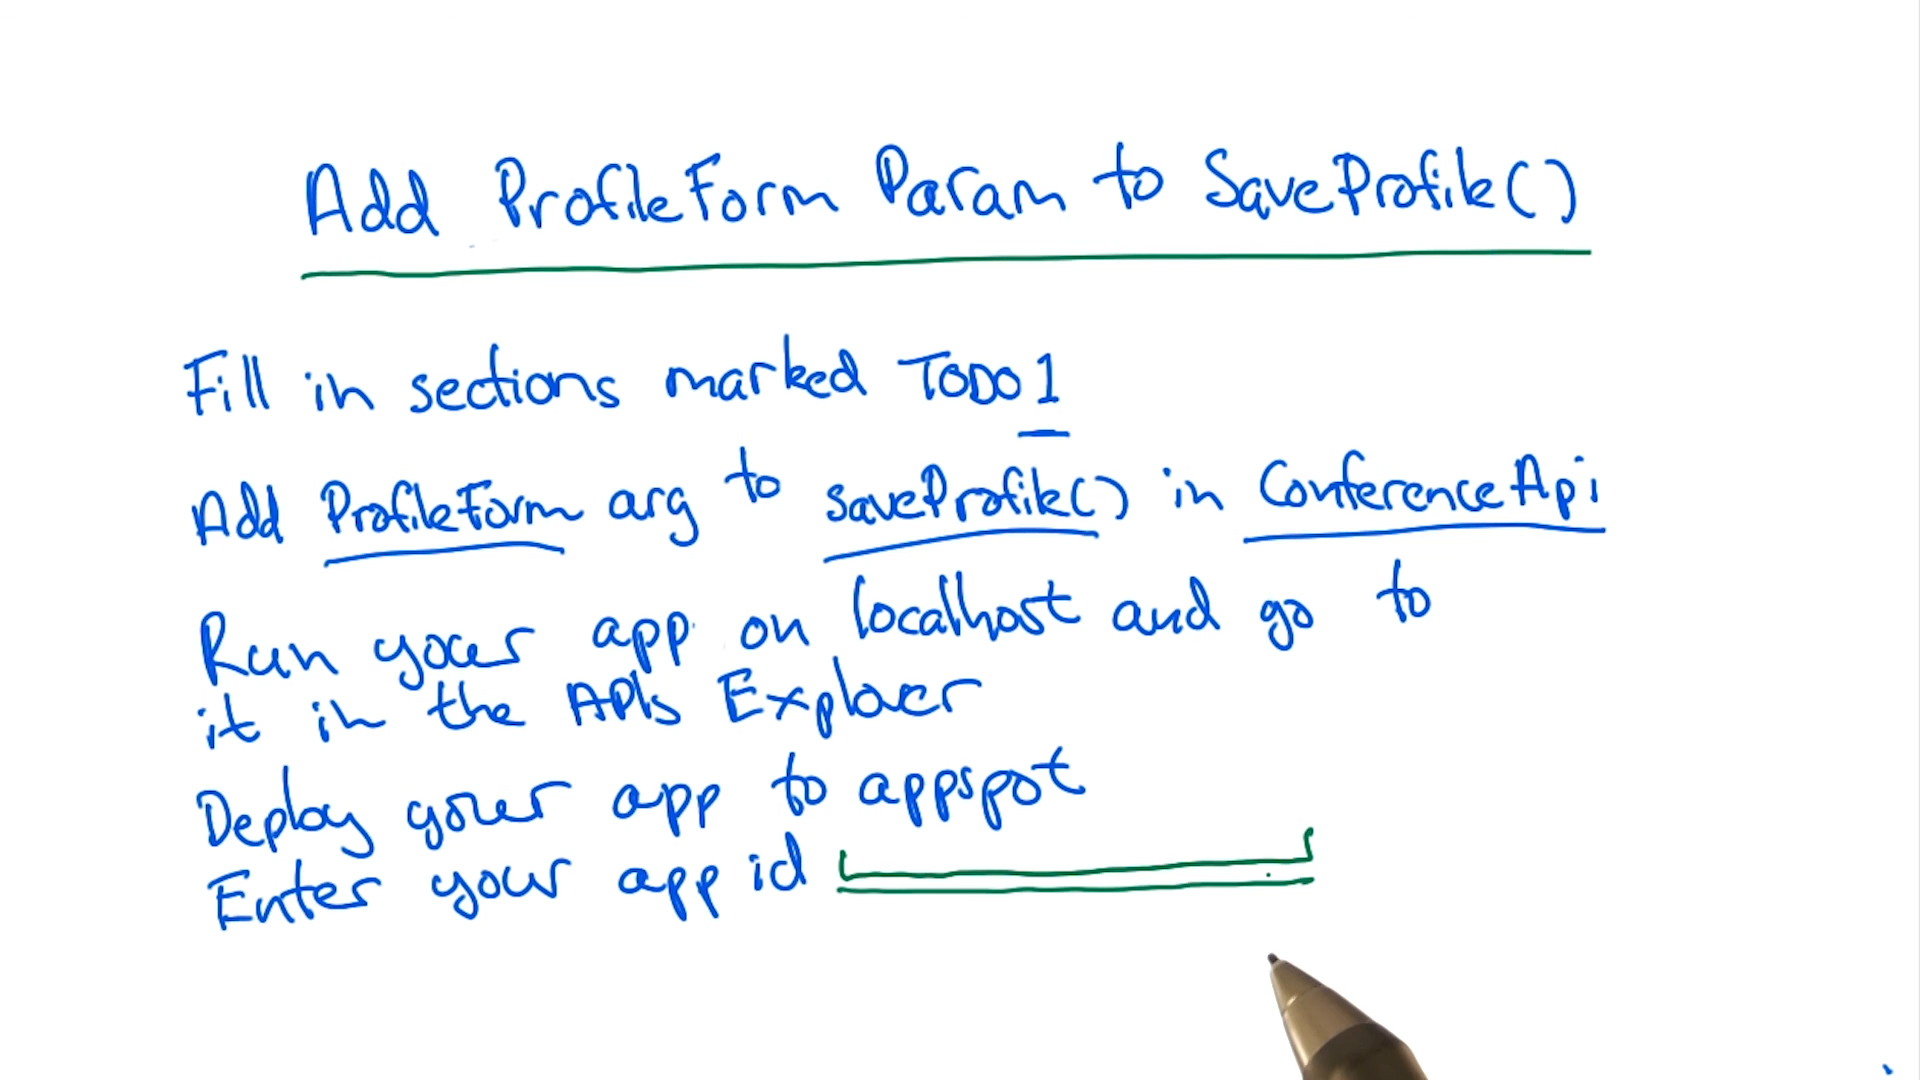 Add ProfileForm Param to SaveProfile()
Fill in sections marked TODO 1
Add ProfileForm arg to saveProfile() in ConferenceApi
Run your app on localhost and go to
it in the APIs Explorer
Deploy your app to appspot
Enter your app id